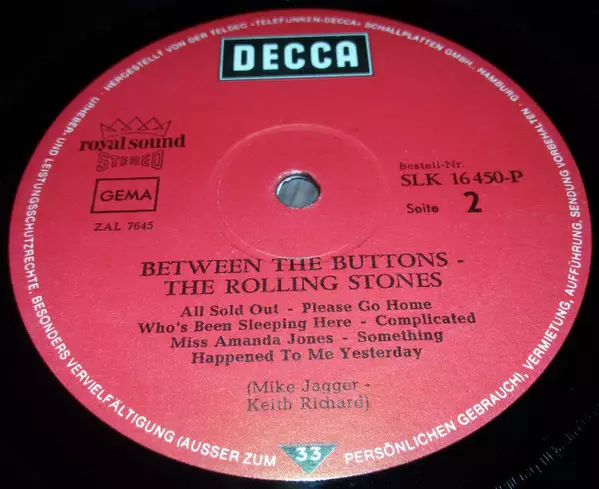 DECCA
royal sound
STEREO
GEMA
ZAL 7645
Bestell-Nr.
SLK 16 450-P
Seite 2
BETWEEN THE BUTTONS -
THE ROLLING STONES
All Sold Out - Please Go Home
Who's Been Sleeping Here - Complicated
Miss Amanda Jones - Something
Happened To Me Yesterday
(Mike Jagger -
Keith Richard)
33
HERGESTELLT VON DER TELDEC »TELEFUNKEN-DECCA« SCHALLPLATTEN GMBH, HAMBURG - URHEBER- UND LEISTUNGSSCHUTZRECHTE, BESONDERS VERVIELFÄLTIGUNG (AUSSER ZUM PERSÖNLICHEN GEBRAUCH), VERMIETUNG, AUFFÜHRUNG, SENDUNG VORBEHALTEN